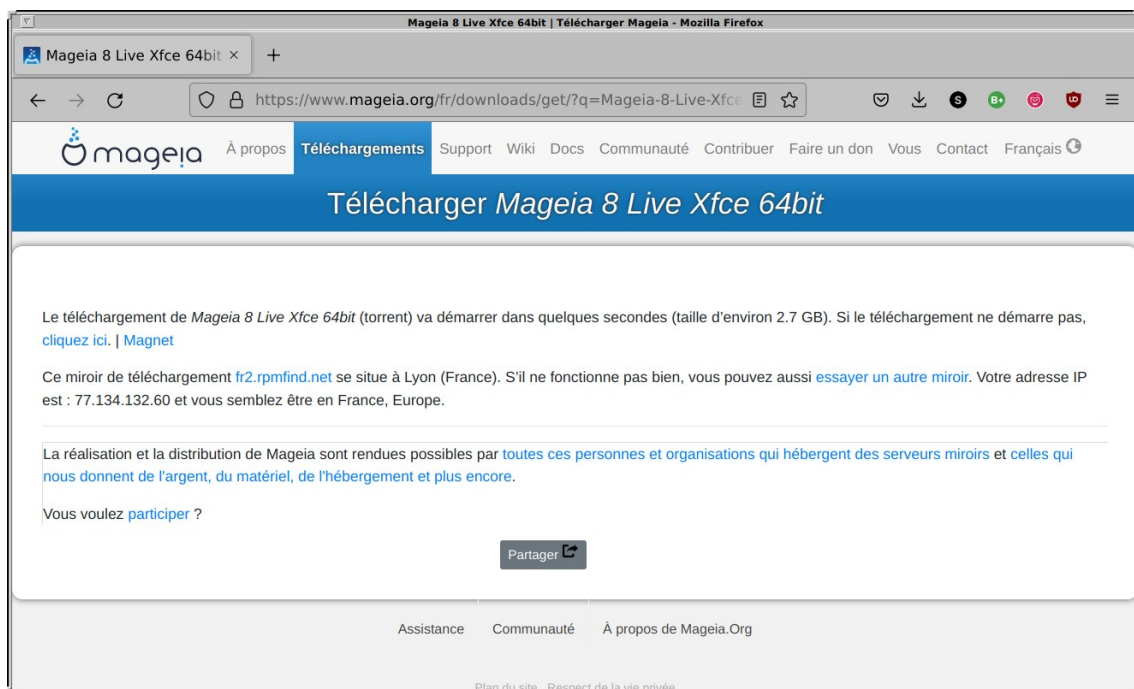 Mageia 8 Live Xfce 64bit | Télécharger Mageia - Mozilla Firefox
Mageia 8 Live Xfce 64bit × +
https://www.mageia.org/fr/downloads/get/?q=Mageia-8-Live-Xfce
mageia À propos Téléchargements Support Wiki Docs Communauté Contribuer Faire un don Vous Contact Français
Télécharger Mageia 8 Live Xfce 64bit
Le téléchargement de Mageia 8 Live Xfce 64bit (torrent) va démarrer dans quelques secondes (taille d’environ 2.7 GB). Si le téléchargement ne démarre pas,
cliquez ici. | Magnet
Ce miroir de téléchargement fr2.rpmfind.net se situe à Lyon (France). S’il ne fonctionne pas bien, vous pouvez aussi essayer un autre miroir. Votre adresse IP
est : 77.134.132.60 et vous semblez être en France, Europe.
La réalisation et la distribution de Mageia sont rendues possibles par toutes ces personnes et organisations qui hébergent des serveurs miroirs et celles qui
nous donnent de l'argent, du matériel, de l'hébergement et plus encore.
Vous voulez participer ?
Partager
Assistance Communauté À propos de Mageia.Org
Plan du site Respect de la vie privée